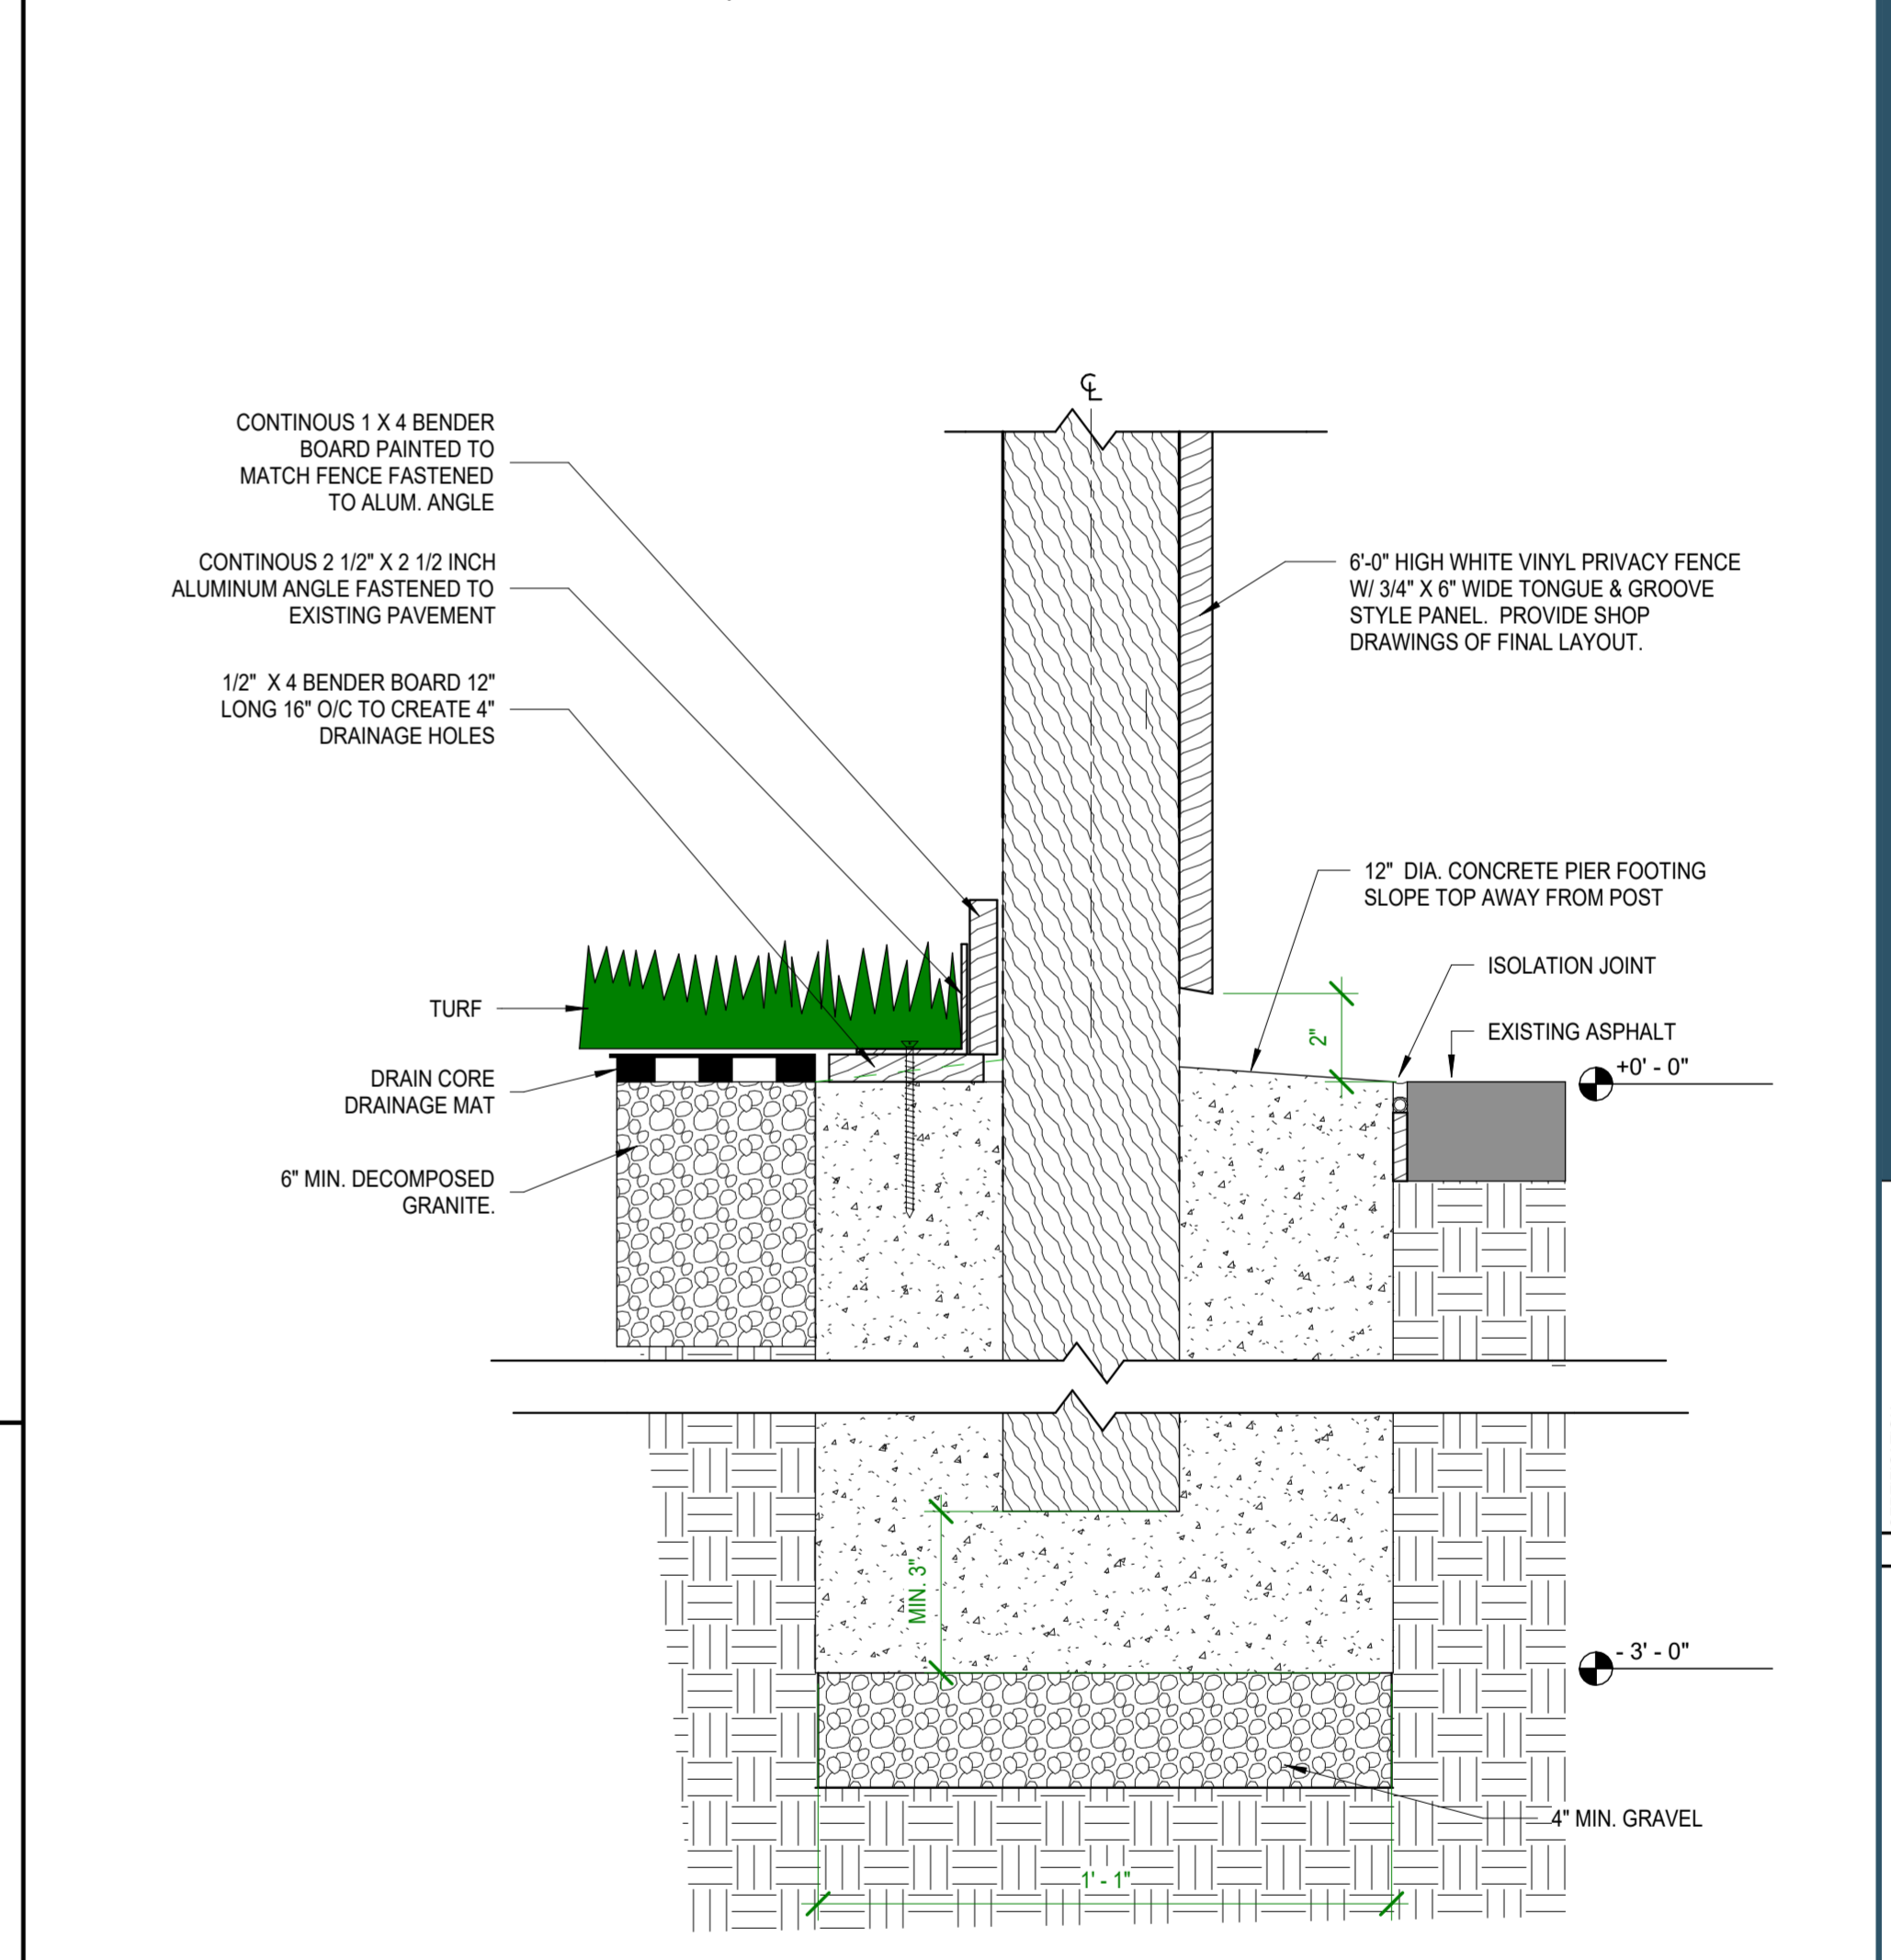 CONTINOUS 1 X 4 BENDER
BOARD PAINTED TO
MATCH FENCE FASTENED
TO ALUM. ANGLE
CONTINOUS 2 1/2" X 2 1/2 INCH
ALUMINUM ANGLE FASTENED TO
EXISTING PAVEMENT
1/2"  X 4 BENDER BOARD 12"
LONG 16" O/C TO CREATE 4"
DRAINAGE HOLES
TURF
DRAIN CORE
DRAINAGE MAT
6" MIN. DECOMPOSED
GRANITE.
℄
6'-0" HIGH WHITE VINYL PRIVACY FENCE
W/ 3/4" X 6" WIDE TONGUE & GROOVE
STYLE PANEL.  PROVIDE SHOP
DRAWINGS OF FINAL LAYOUT.
12"  DIA. CONCRETE PIER FOOTING
SLOPE TOP AWAY FROM POST
ISOLATION JOINT
EXISTING ASPHALT
2"
+0' - 0"
MIN. 3"
- 3' - 0"
4" MIN. GRAVEL
1' - 1"